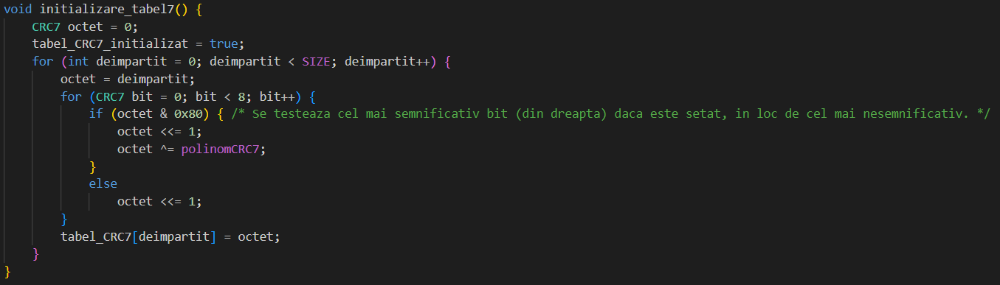 void initializare_tabel7() {
    CRC7 octet = 0;
    tabel_CRC7_initializat = true;
    for (int deimpartit = 0; deimpartit < SIZE; deimpartit++) {
        octet = deimpartit;
        for (CRC7 bit = 0; bit < 8; bit++) {
            if (octet & 0x80) { /* Se testeaza cel mai semnificativ bit (din dreapta) daca este setat, in loc de cel mai nesemnificativ. */
                octet <<= 1;
                octet ^= polinomCRC7;
            }
            else
                octet <<= 1;
        }
        tabel_CRC7[deimpartit] = octet;
    }
}